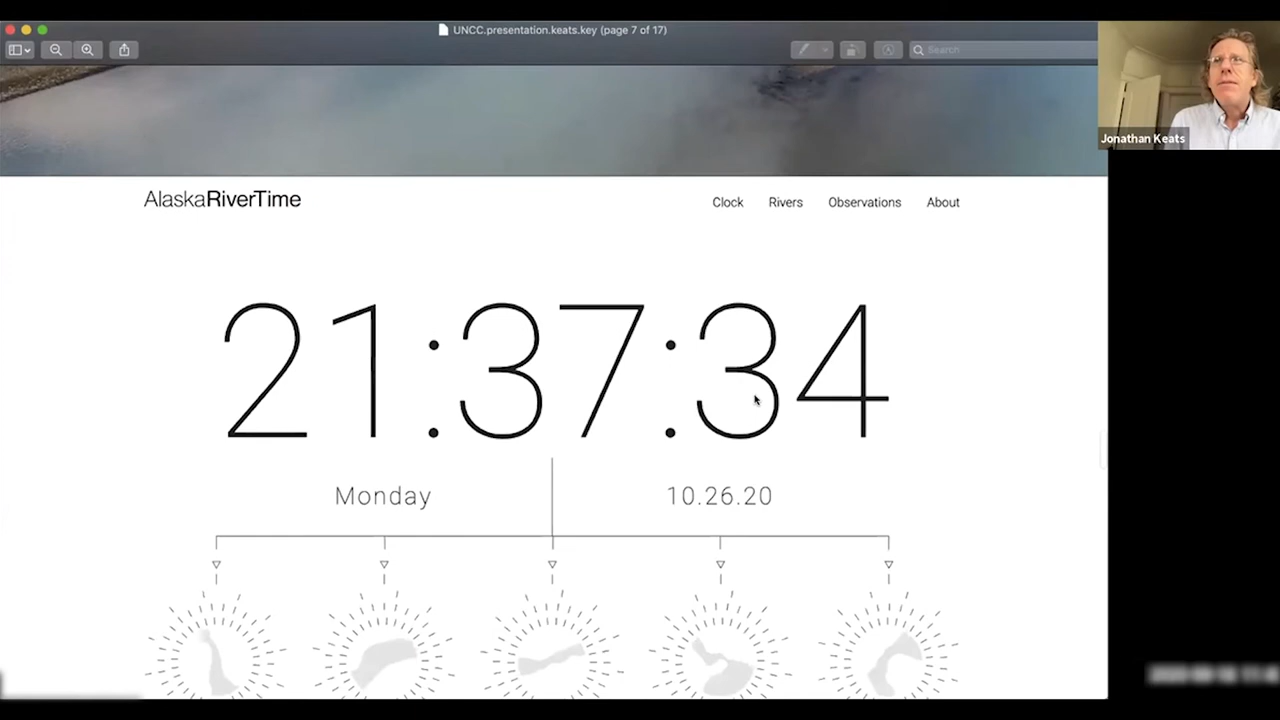 UNCC.presentation.keats.key (page 7 of 17)
Search
Jonathan Keats
AlaskaRiverTime
Clock Rivers Observations About
21:37:34
Monday 10.26.20